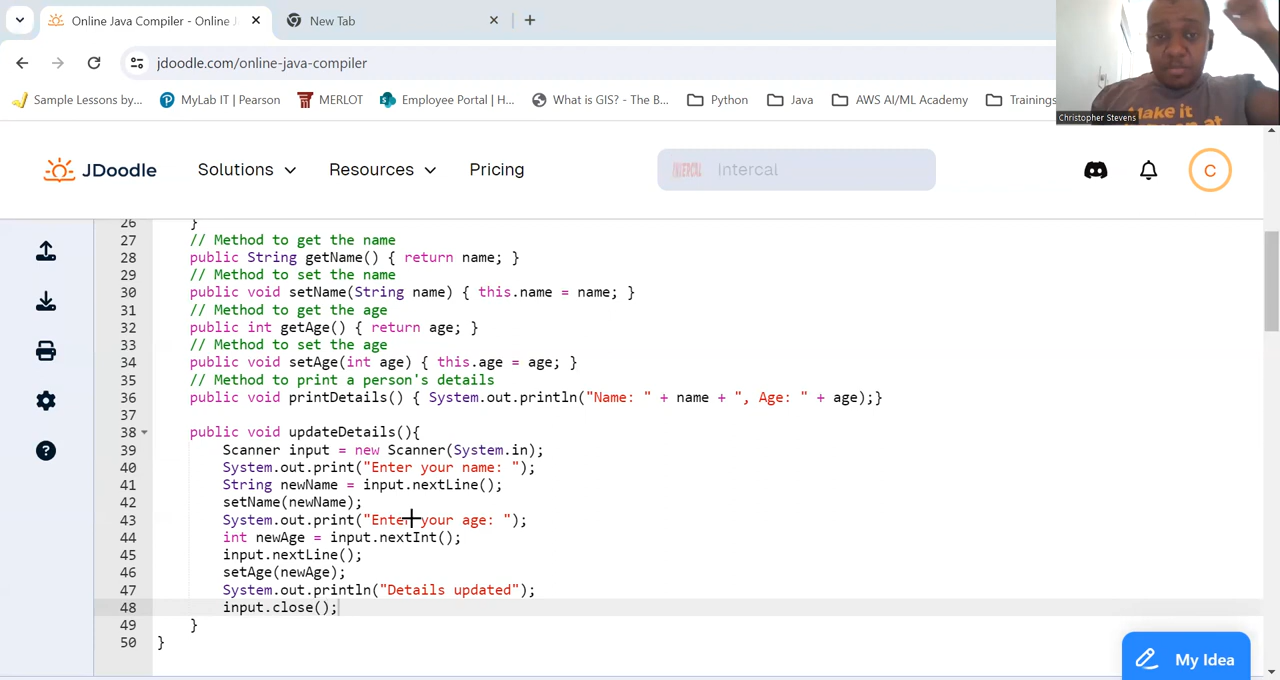 Online Java Compiler - Online J
New Tab
jdoodle.com/online-java-compiler
Sample Lessons by...
MyLab IT | Pearson
MERLOT
Employee Portal | H...
What is GIS? - The B...
Python
Java
AWS AI/ML Academy
Trainings
Make it
Christopher Stevens
JDoodle
Solutions
Resources
Pricing
INTERCAL
Intercal
C
26 }
27 // Method to get the name
28 public String getName() { return name; }
29 // Method to set the name
30 public void setName(String name) { this.name = name; }
31 // Method to get the age
32 public int getAge() { return age; }
33 // Method to set the age
34 public void setAge(int age) { this.age = age; }
35 // Method to print a person's details
36 public void printDetails() { System.out.println("Name: " + name + ", Age: " + age);}
37
38 public void updateDetails(){
39 Scanner input = new Scanner(System.in);
40 System.out.print("Enter your name: ");
41 String newName = input.nextLine();
42 setName(newName);
43 System.out.print("Enter your age: ");
44 int newAge = input.nextInt();
45 input.nextLine();
46 setAge(newAge);
47 System.out.println("Details updated");
48 input.close();
49 }
50 }
My Idea